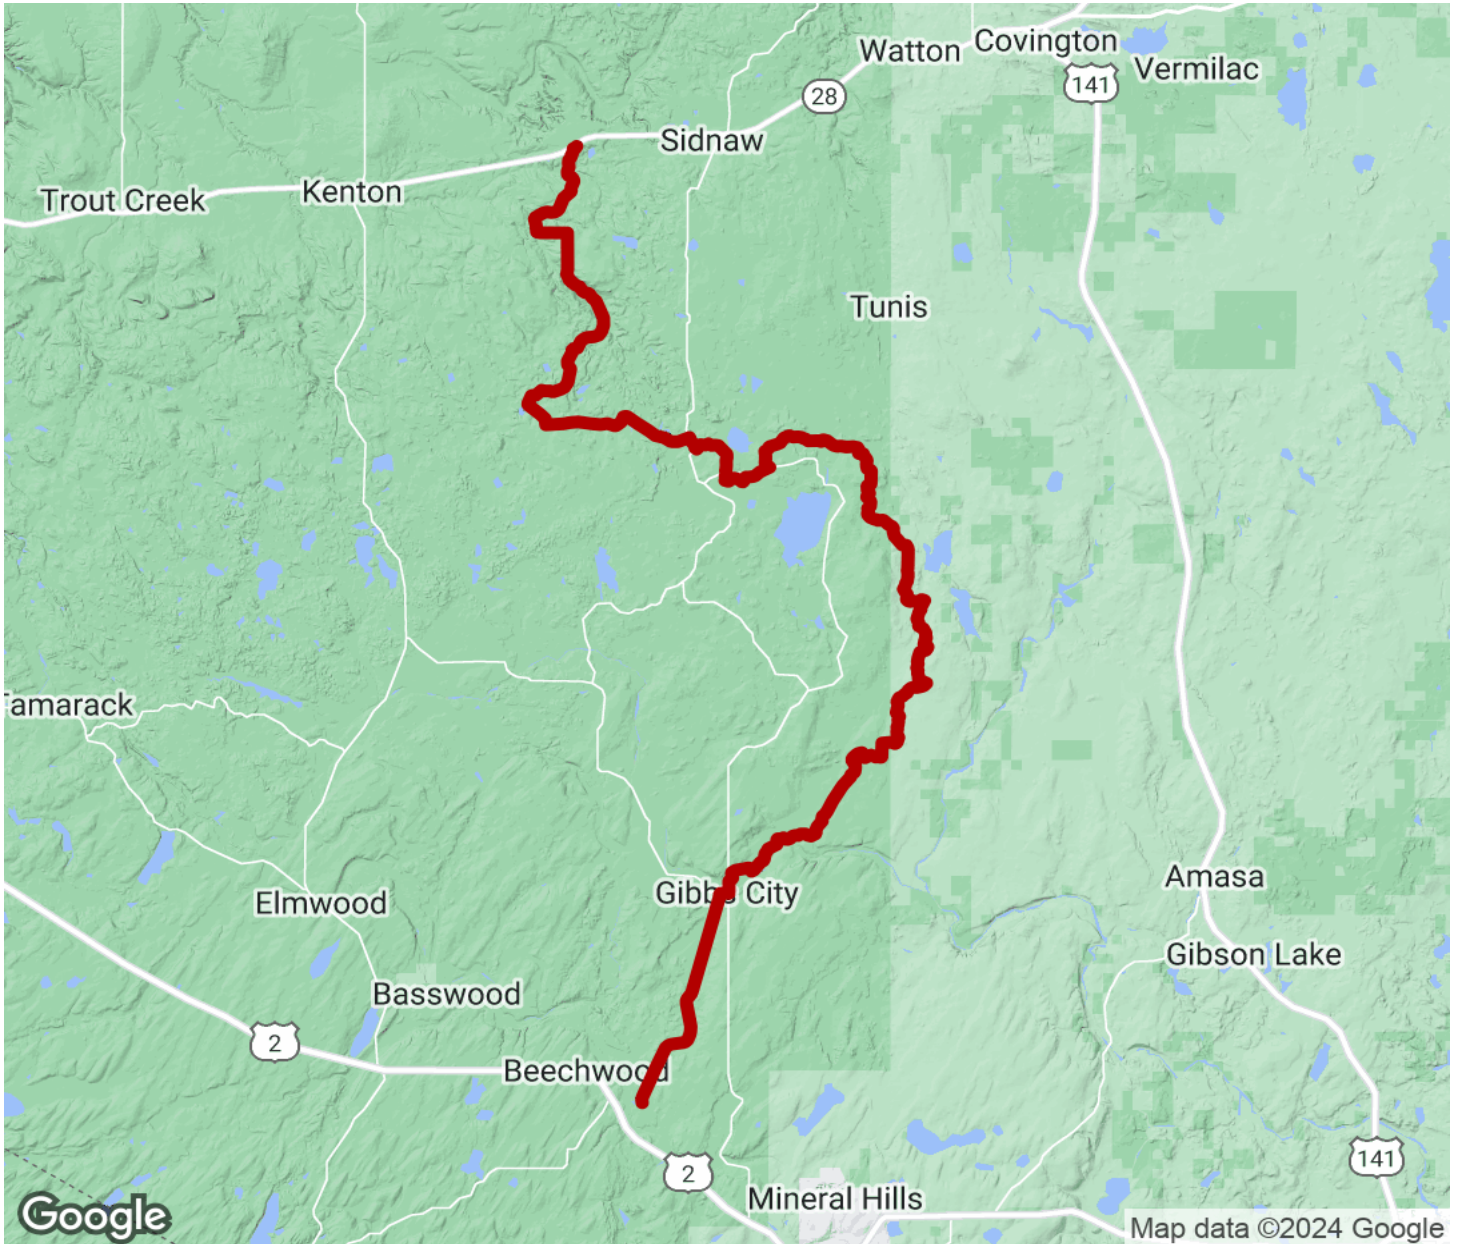 Watton
Covington
141
Vermilac
28
Sidnaw
Kenton
Trout Creek
Tunis
Tamarack
Gibbs City
Amasa
Elmwood
Gibson Lake
Basswood
2
Beechwood
141
2
Mineral Hills
Google
Map data ©2024 Google